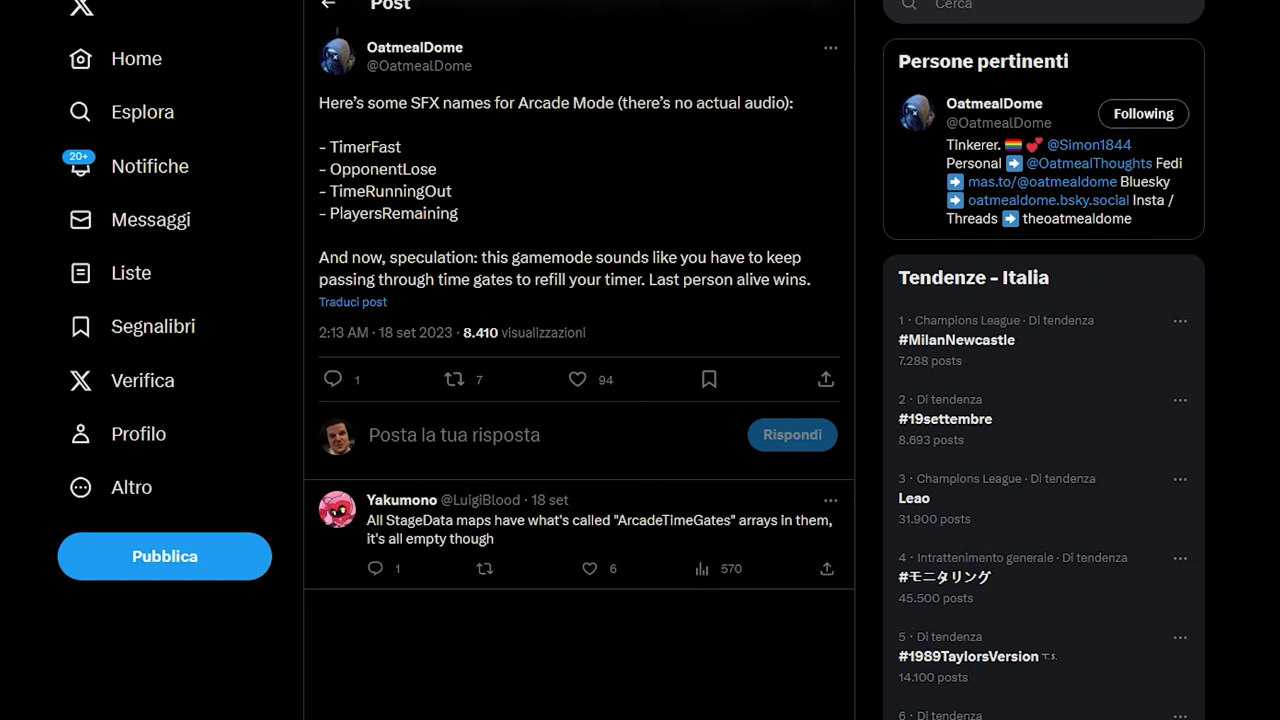 Post
Cerca
Home
Esplora
20+
Notifiche
Messaggi
Liste
Segnalibri
Verifica
Profilo
Altro
Pubblica
OatmealDome
@OatmealDome
Here's some SFX names for Arcade Mode (there's no actual audio):
- TimerFast
- OpponentLose
- TimeRunningOut
- PlayersRemaining
And now, speculation: this gamemode sounds like you have to keep
passing through time gates to refill your timer. Last person alive wins.
Traduci post
2:13 AM · 18 set 2023 · 8.410 visualizzazioni
1 7 94
Posta la tua risposta
Rispondi
Yakumono @LuigiBlood · 18 set
All StageData maps have what's called "ArcadeTimeGates" arrays in them,
it's all empty though
1 6 570
Persone pertinenti
OatmealDome
@OatmealDome
Following
Tinkerer. 🏳️‍🌈 💕 @Simon1844
Personal ➡️ @OatmealThoughts Fedi
➡️ mas.to/@oatmealdome Bluesky
➡️ oatmealdome.bsky.social Insta /
Threads ➡️ theoatmealdome
Tendenze – Italia
1 · Champions League · Di tendenza
#MilanNewcastle
7.288 posts
2 · Di tendenza
#19settembre
8.693 posts
3 · Champions League · Di tendenza
Leao
31.900 posts
4 · Intrattenimento generale · Di tendenza
#モニタリング
45.500 posts
5 · Di tendenza
#1989TaylorsVersion T.S.
14.100 posts
6 · Di tendenza